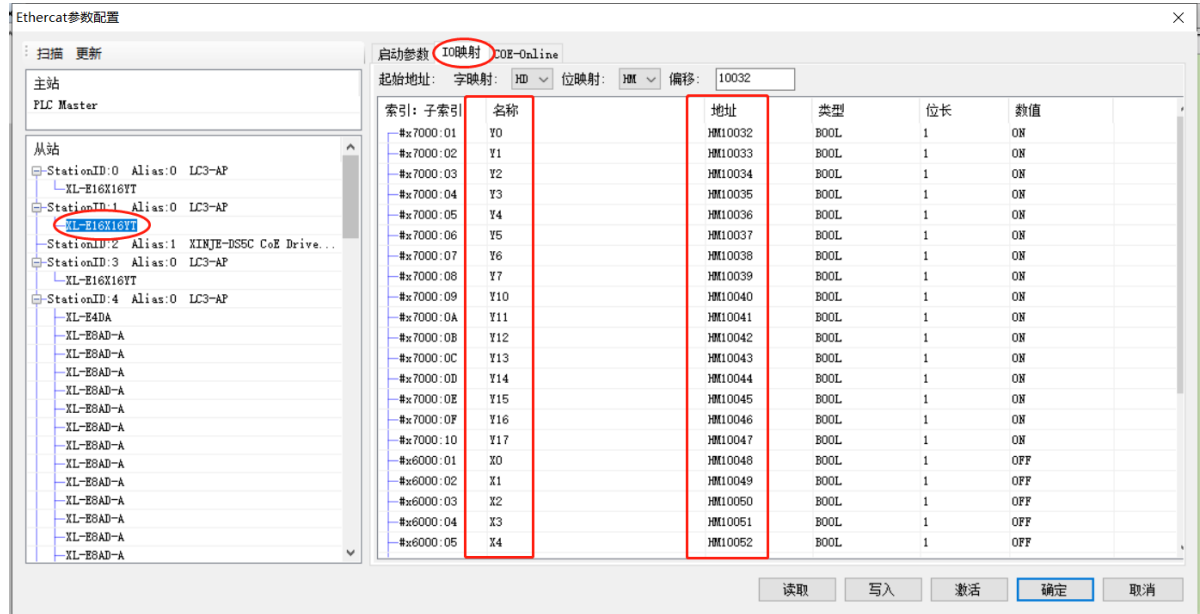 Ethercat参数配置
扫描 更新
主站
PLC Master
从站
StationID:0 Alias:0 LC3-AP
XL-E16X16YT
StationID:1 Alias:0 LC3-AP
XL-E16X16YT
StationID:2 Alias:1 XINJE-DS5C CoE Drive...
StationID:3 Alias:0 LC3-AP
XL-E16X16YT
StationID:4 Alias:0 LC3-AP
XL-E4DA
XL-E8AD-A
XL-E8AD-A
XL-E8AD-A
XL-E8AD-A
XL-E8AD-A
XL-E8AD-A
XL-E8AD-A
XL-E8AD-A
XL-E8AD-A
XL-E8AD-A
XL-E8AD-A
XL-E8AD-A
XL-E8AD-A
启动参数 IO映射 COE-Online
起始地址: 字映射: HD 位映射: HM 偏移: 10032
索引: 子索引 名称 地址 类型 位长 数值
#x7000:01 Y0 HM10032 BOOL 1 ON
#x7000:02 Y1 HM10033 BOOL 1 ON
#x7000:03 Y2 HM10034 BOOL 1 ON
#x7000:04 Y3 HM10035 BOOL 1 ON
#x7000:05 Y4 HM10036 BOOL 1 ON
#x7000:06 Y5 HM10037 BOOL 1 ON
#x7000:07 Y6 HM10038 BOOL 1 ON
#x7000:08 Y7 HM10039 BOOL 1 ON
#x7000:09 Y10 HM10040 BOOL 1 ON
#x7000:0A Y11 HM10041 BOOL 1 ON
#x7000:0B Y12 HM10042 BOOL 1 ON
#x7000:0C Y13 HM10043 BOOL 1 ON
#x7000:0D Y14 HM10044 BOOL 1 ON
#x7000:0E Y15 HM10045 BOOL 1 ON
#x7000:0F Y16 HM10046 BOOL 1 ON
#x7000:10 Y17 HM10047 BOOL 1 ON
#x6000:01 X0 HM10048 BOOL 1 OFF
#x6000:02 X1 HM10049 BOOL 1 OFF
#x6000:03 X2 HM10050 BOOL 1 OFF
#x6000:04 X3 HM10051 BOOL 1 OFF
#x6000:05 X4 HM10052 BOOL 1 OFF
读取 写入 激活 确定 取消